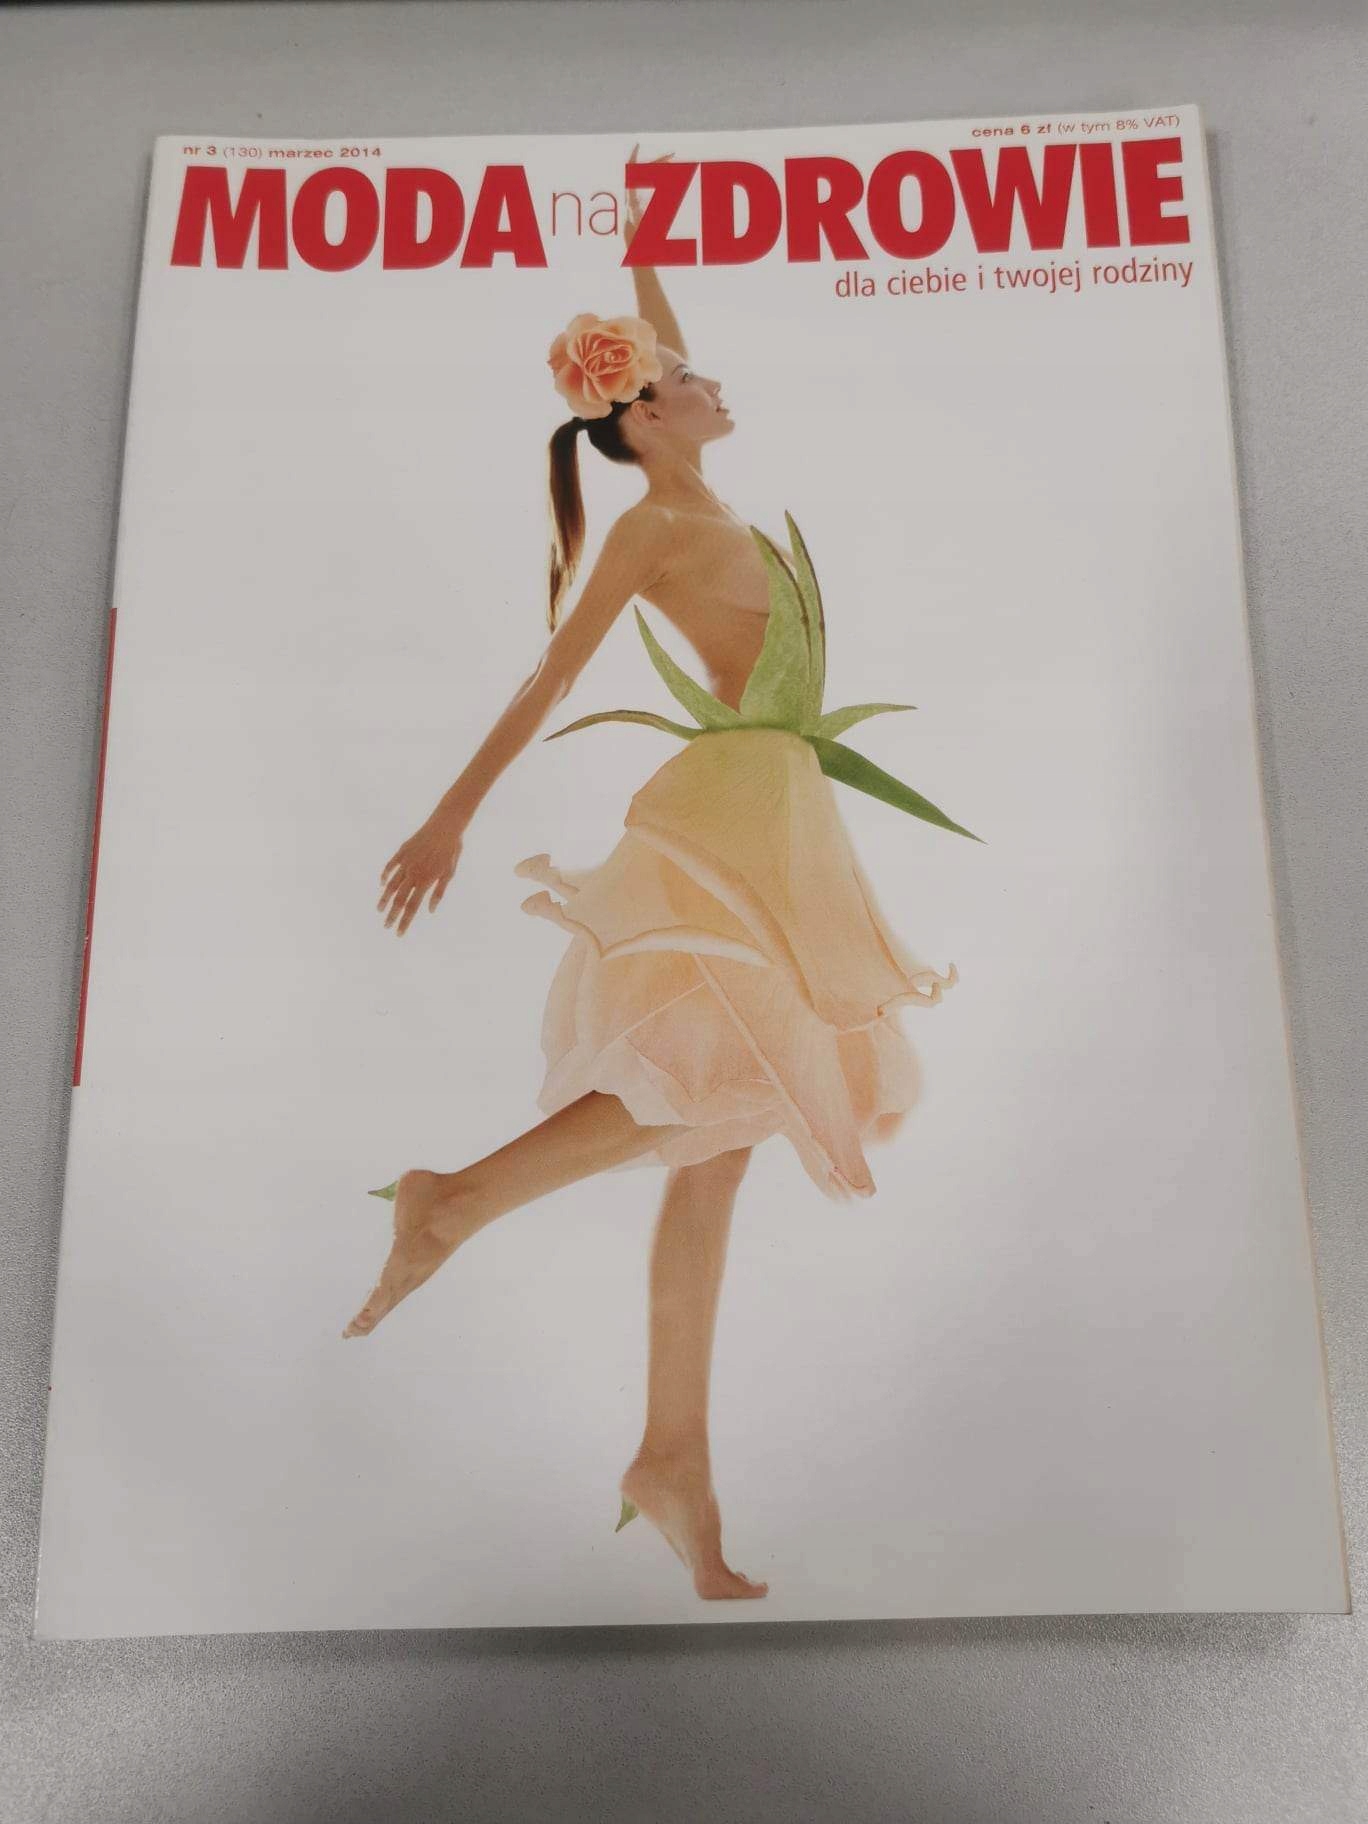 nr 3 (130) marzec 2014
cena 6 zł (w tym 8% VAT)
MODA na ZDROWIE
dla ciebie i twojej rodziny